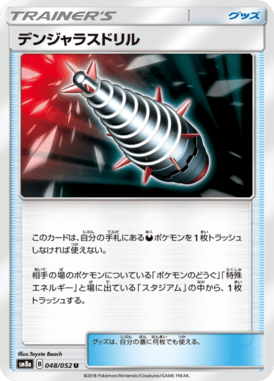 TRAINER'S
グッズ
デンジャラスドリル
このカードは、自分の手札にあるポケモンを1枚トラッシュ
しなければ使えない。
相手の場のポケモンについている「ポケモンのどうぐ」「特殊
エネルギー」と場に出ている「スタジアム」の中から、1枚ト
ラッシュする。
Illus. Toyste Beach
SM8a 048/052 U
グッズは、自分の番に何枚でも使える。
©2018 Pokémon/Nintendo/Creatures/GAME FREAK.